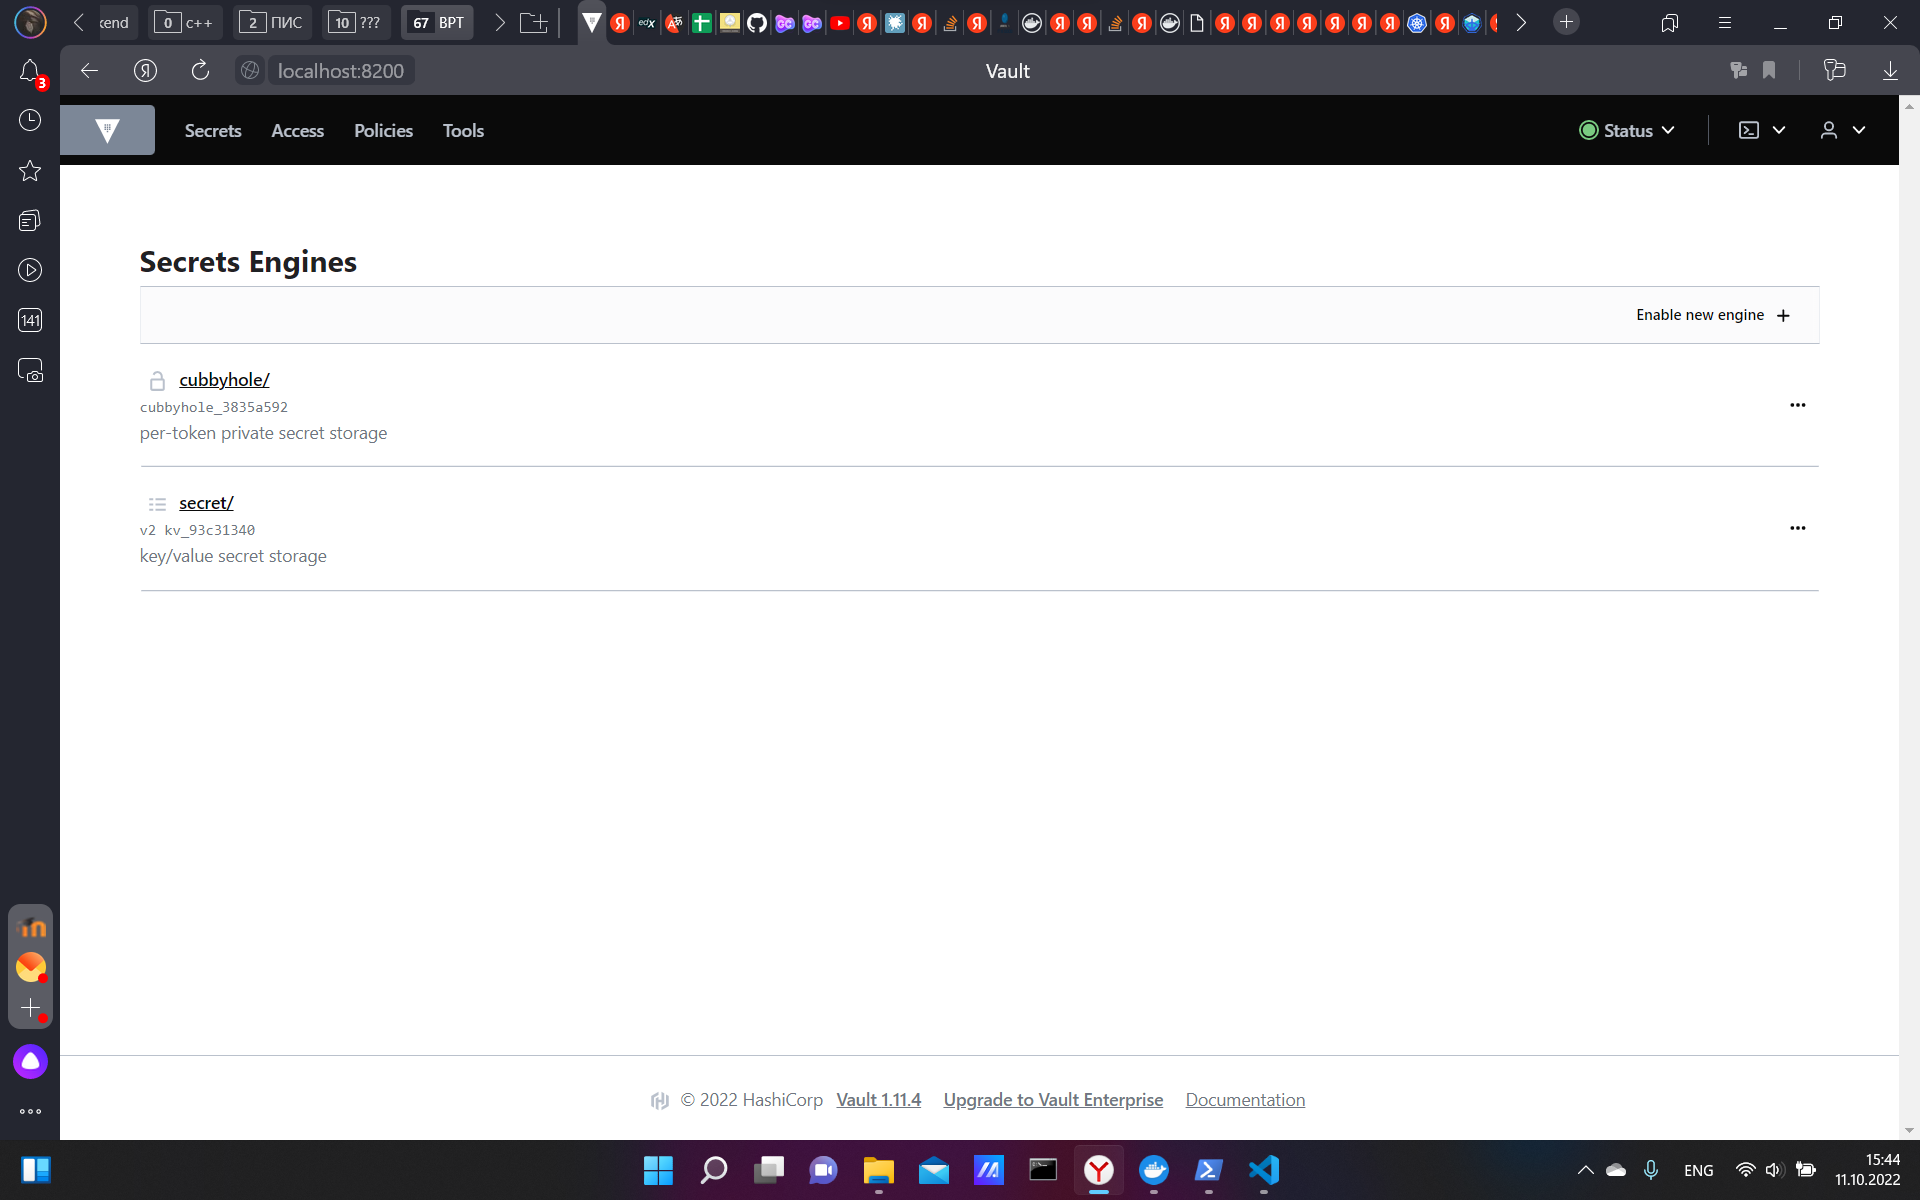 kend
0 c++
2 ПИС
10 ???
67 ВРТ
3
localhost:8200
Vault
Secrets
Access
Policies
Tools
Status
141
Secrets Engines
Enable new engine
cubbyhole/
cubbyhole_3835a592
per-token private secret storage
secret/
v2 kv_93c31340
key/value secret storage
© 2022 HashiCorp Vault 1.11.4 Upgrade to Vault Enterprise Documentation
ENG
15:44
11.10.2022